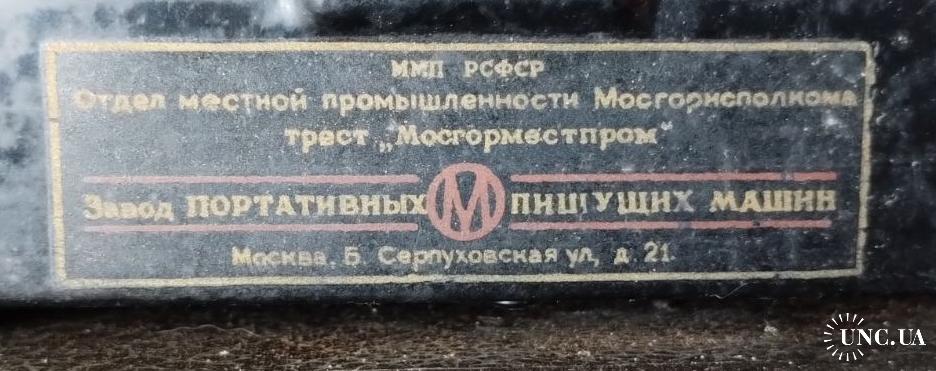 ММП РСФСР
Отдел местной промышленности Мосгорисполкома
трест „Мосгорместпром"
Завод ПОРТАТИВНЫХ М ПИШУЩИХ МАШИН
Москва, Б. Серпуховская ул, д. 21.
UNC.UA